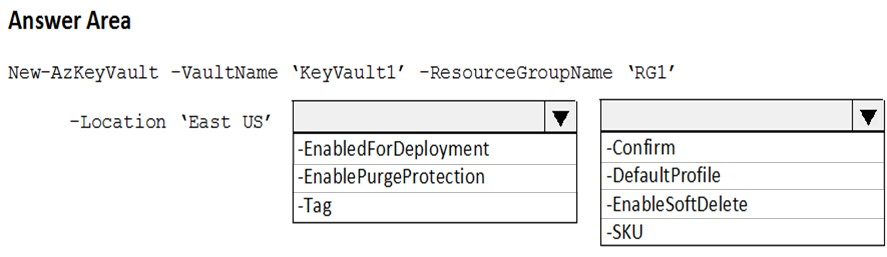 Answer Area
New-AzKeyVault -VaultName ‘KeyVault1’ -ResourceGroupName ‘RG1’
-Location ‘East US’
-EnabledForDeployment
-EnablePurgeProtection
-Tag
-Confirm
-DefaultProfile
-EnableSoftDelete
-SKU